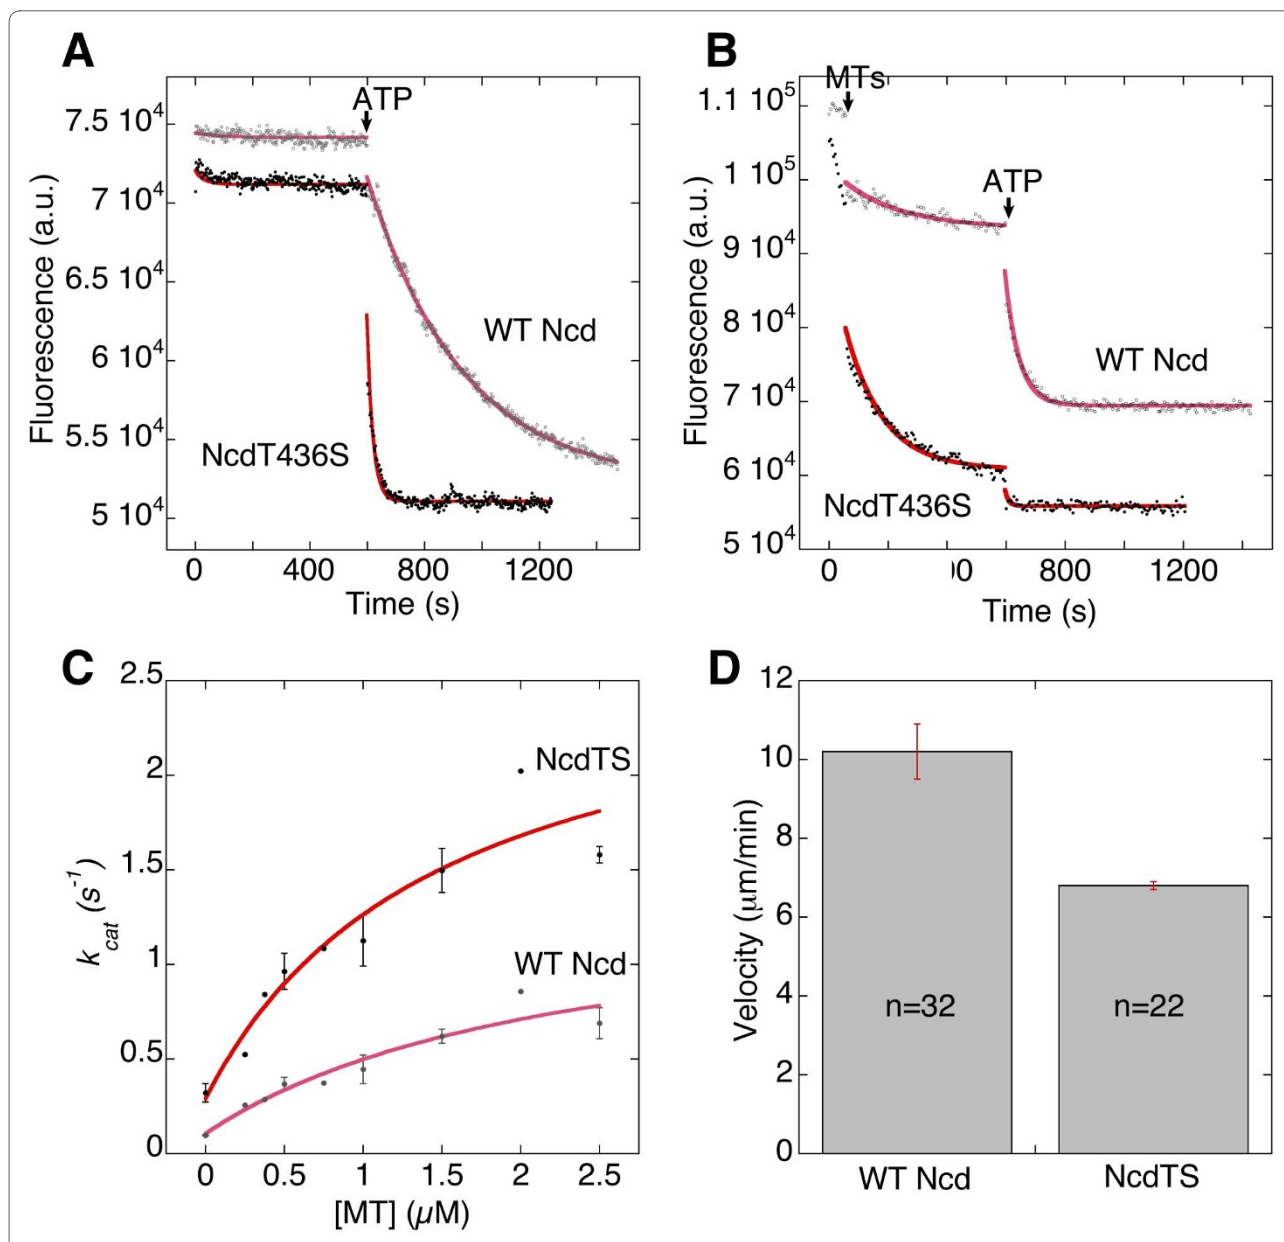 A
ATP
7.5 10⁴
7 10⁴
6.5 10⁴
6 10⁴
5.5 10⁴
5 10⁴
Fluorescence (a.u.)
WT Ncd
NcdT436S
0 400 800 1200
Time (s)
B
MTs
1.1 10⁵
1 10⁵
9 10⁴
8 10⁴
7 10⁴
6 10⁴
5 10⁴
Fluorescence (a.u.)
ATP
WT Ncd
NcdT436S
0 00 800 1200
Time (s)
C
2.5
2
1.5
1
0.5
0
k cat (s⁻¹)
NcdTS
WT Ncd
0 0.5 1 1.5 2 2.5
[MT] (µM)
D
12
10
8
6
4
2
0
Velocity (µm/min)
n=32
n=22
WT Ncd
NcdTS